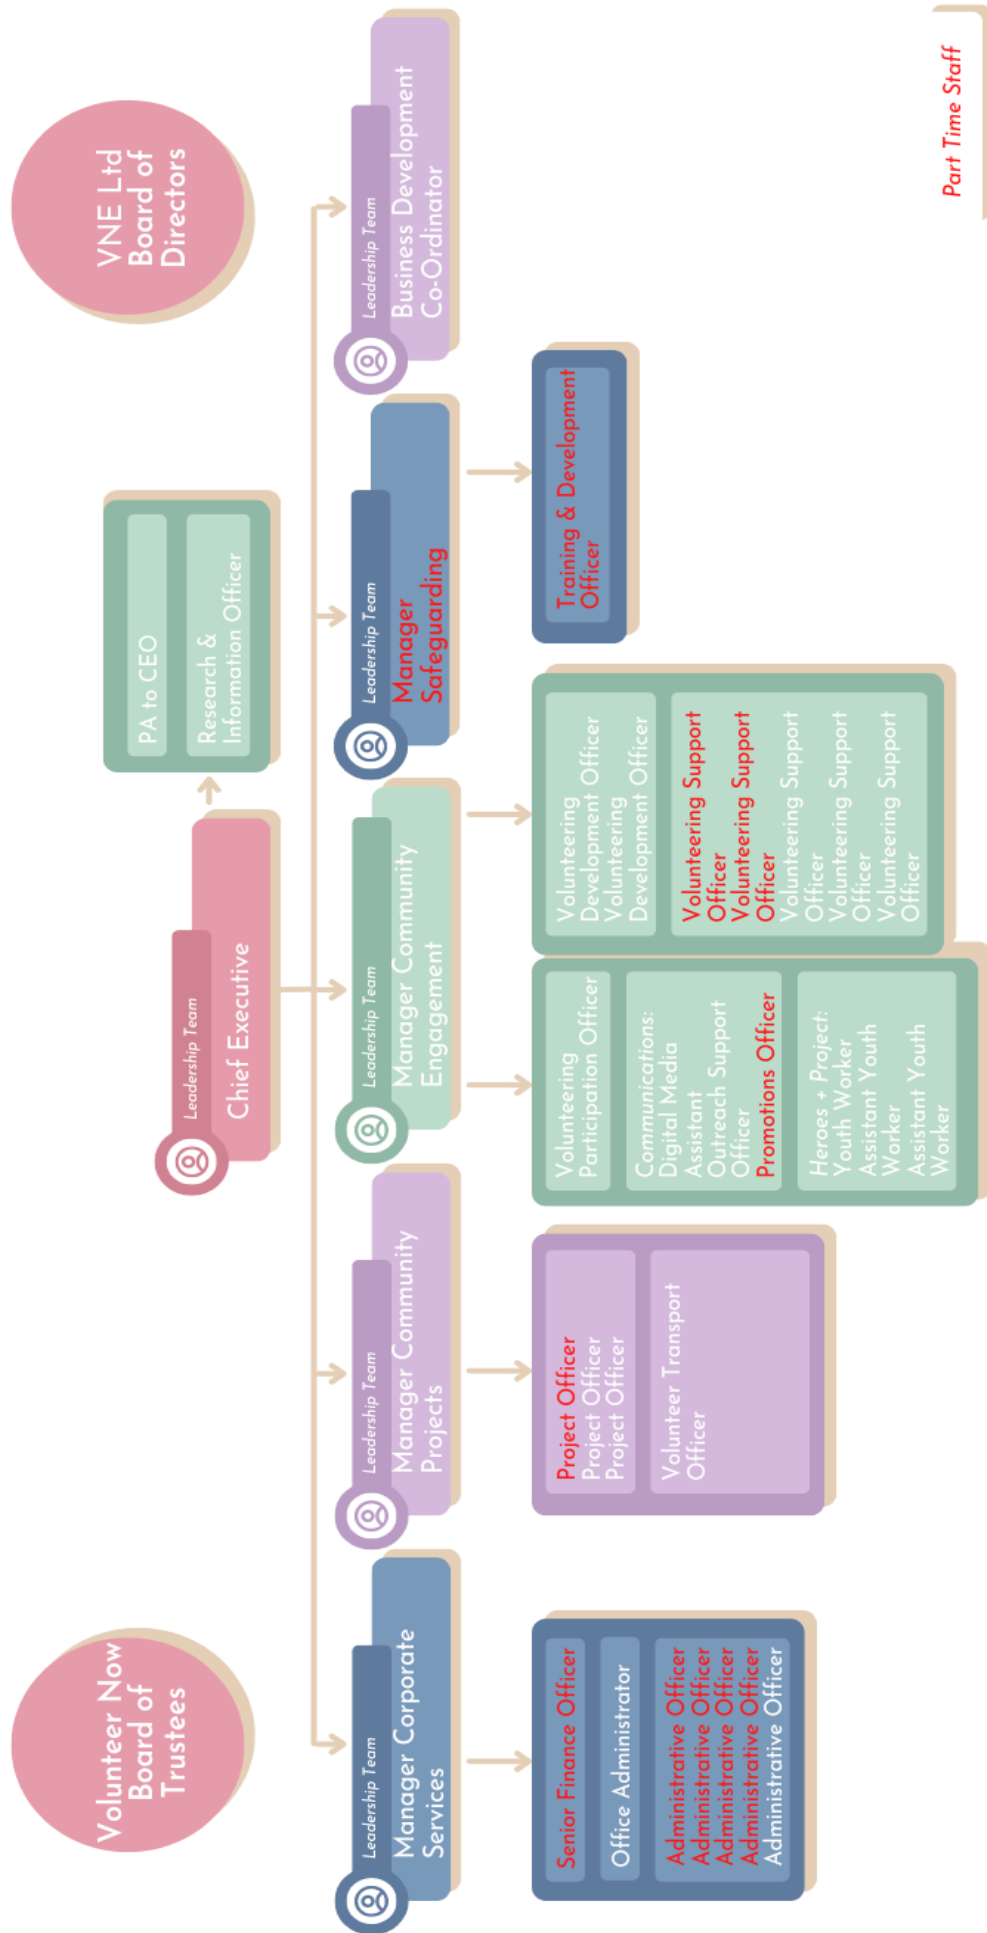 Volunteer Now
Board of
Trustees
VNE Ltd
Board of
Directors
Leadership Team
Chief Executive
PA to CEO
Research &
Information Officer
Leadership Team
Manager Corporate
Services
Leadership Team
Manager Community
Projects
Leadership Team
Manager Community
Engagement
Leadership Team
Manager
Safeguarding
Leadership Team
Business Development
Co-Ordinator
Senior Finance Officer
Office Administrator
Administrative Officer
Administrative Officer
Administrative Officer
Administrative Officer
Administrative Officer
Project Officer
Project Officer
Project Officer
Volunteer Transport
Officer
Volunteering
Participation Officer
Communications:
Digital Media
Assistant
Outreach Support
Officer
Promotions Officer
Heroes + Project:
Youth Worker
Assistant Youth
Worker
Assistant Youth
Worker
Volunteering
Development Officer
Volunteering
Development Officer
Volunteering Support
Officer
Volunteering Support
Officer
Volunteering Support
Officer
Volunteering Support
Officer
Volunteering Support
Officer
Training & Development
Officer
Part Time Staff